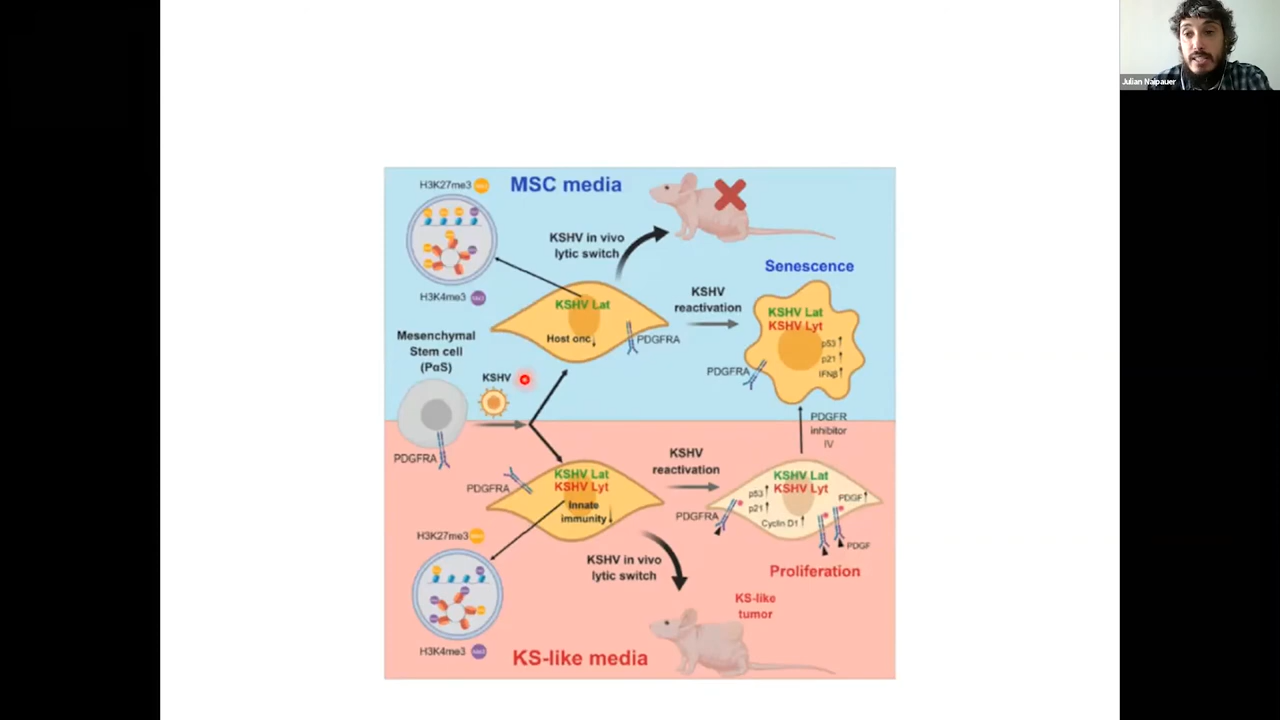 Julian Naipauer
H3K27me3
MSC media
KSHV in vivo
lytic switch
Senescence
H3K4me3
KSHV Lat
Host onc↓
PDGFRA
KSHV
reactivation
KSHV Lat
KSHV Lyt
p53↑
p21↑
IFNβ↑
PDGFRA
Mesenchymal
Stem cell
(PαS)
KSHV
PDGFRA
PDGFR
inhibitor
IV
PDGFRA
KSHV Lat
KSHV Lyt
Innate
immunity↓
KSHV
reactivation
KSHV Lat
KSHV Lyt
p53↑
p21↑
Cyclin D1↑
PDGF↑
PDGFRA
PDGF
Proliferation
H3K27me3
KSHV in vivo
lytic switch
KS-like
tumor
H3K4me3
KS-like media